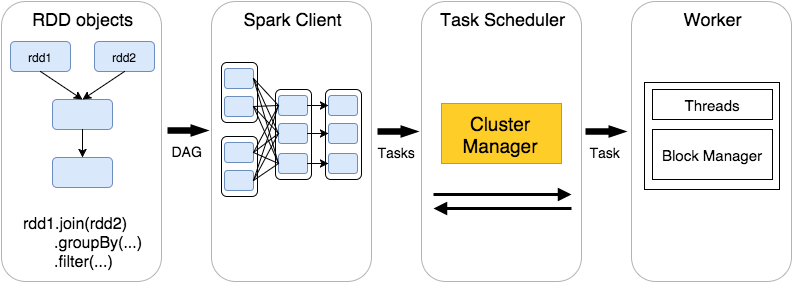 RDD objects
rdd1
rdd2
rdd1.join(rdd2)
.groupBy(...)
.filter(...)
DAG
Spark Client
Tasks
Task Scheduler
Cluster
Manager
Task
Worker
Threads
Block Manager